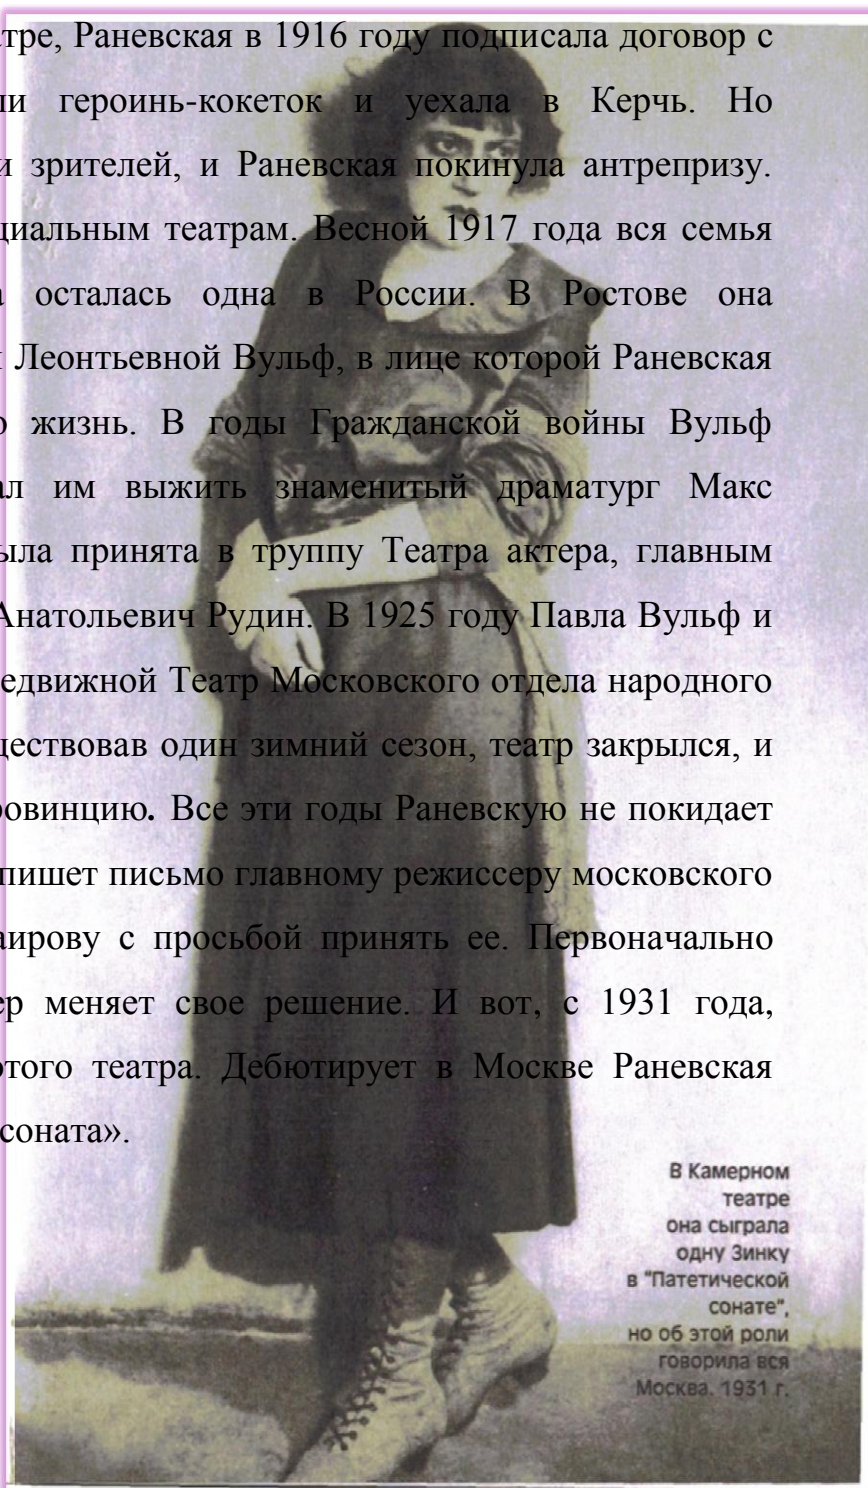 тре, Раневская в 1916 году подписала договор с
ли героинь-кокеток и уехала в Керчь. Но
и зрителей, и Раневская покинула антрепризу.
циальным театрам. Весной 1917 года вся семья
а осталась одна в России. В Ростове она
й Леонтьевной Вульф, в лице которой Раневская
ю жизнь. В годы Гражданской войны Вульф
ал им выжить знаменитый драматург Макс
ыла принята в труппу Театра актера, главным
Анатольевич Рудин. В 1925 году Павла Вульф и
едвижной Театр Московского отдела народного
ществовав один зимний сезон, театр закрылся, и
ровинцию. Все эти годы Раневскую не покидает
пишет письмо главному режиссеру московского
аирову с просьбой принять ее. Первоначально
ер меняет свое решение. И вот, с 1931 года,
этого театра. Дебютирует в Москве Раневская
соната».
В Камерном
театре
она сыграла
одну Зинку
в "Патетической
сонате",
но об этой роли
говорила вся
Москва. 1931 г.